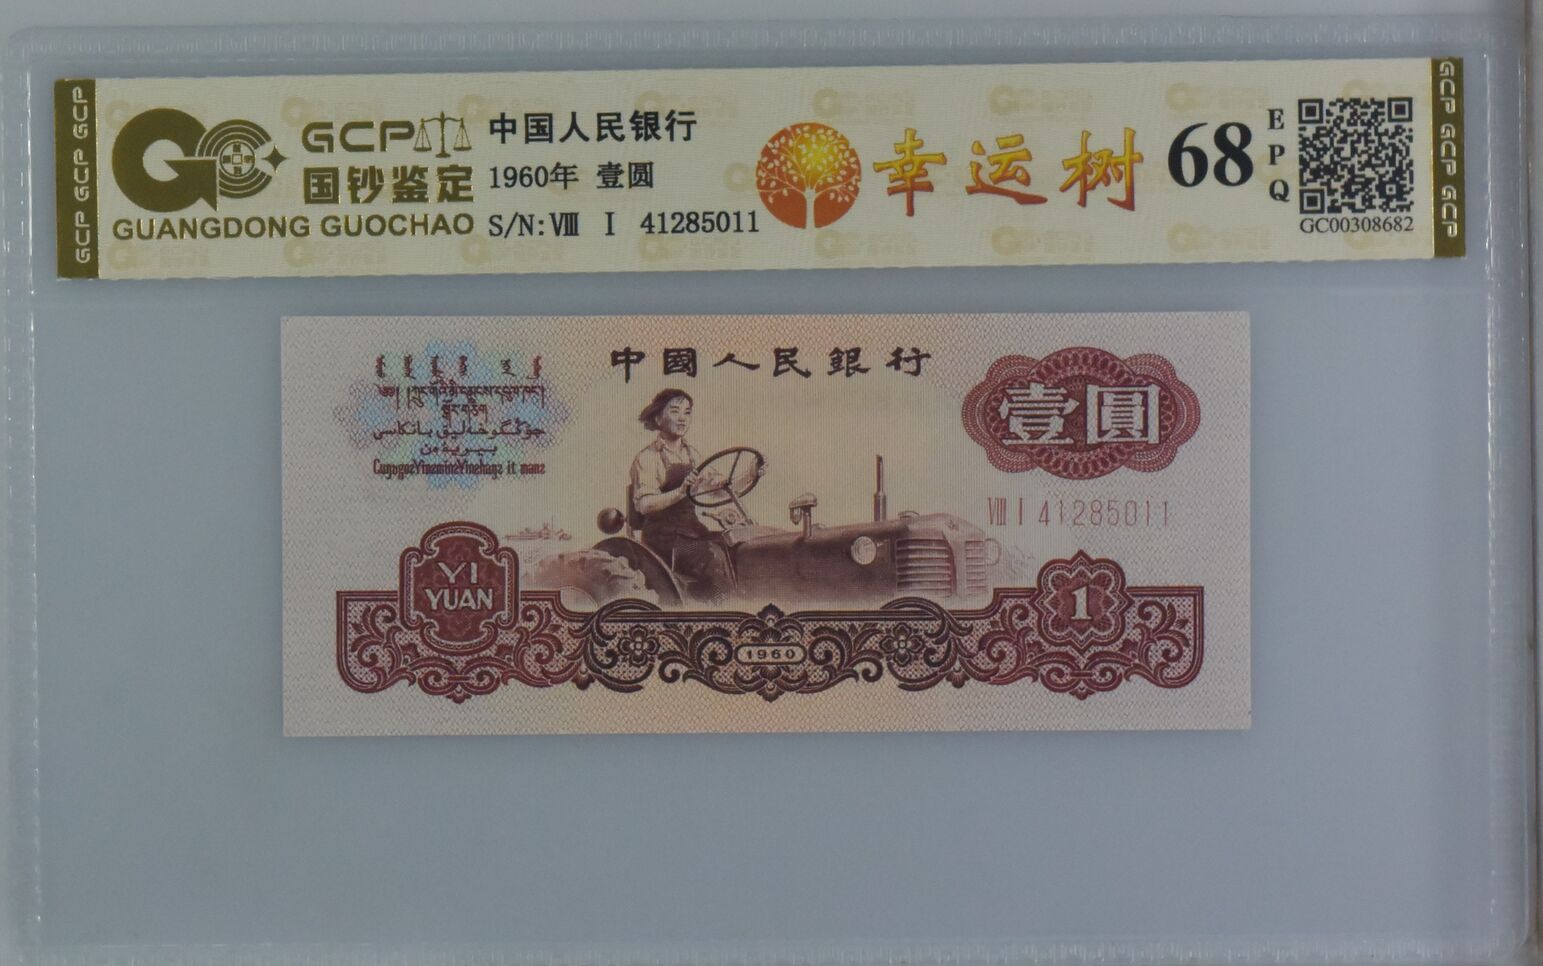 GCP GCP GCP
GCP
国钞鉴定
GUANGDONG GUOCHAO
中国人民银行
1960年 壹圆
S/N:Ⅷ Ⅰ 41285011
幸运树
68
EPQ
GC00308682
GCP GCP GCP
中國人民銀行
壹圓
Ⅷ Ⅰ 41285011
YI
YUAN
1960
1